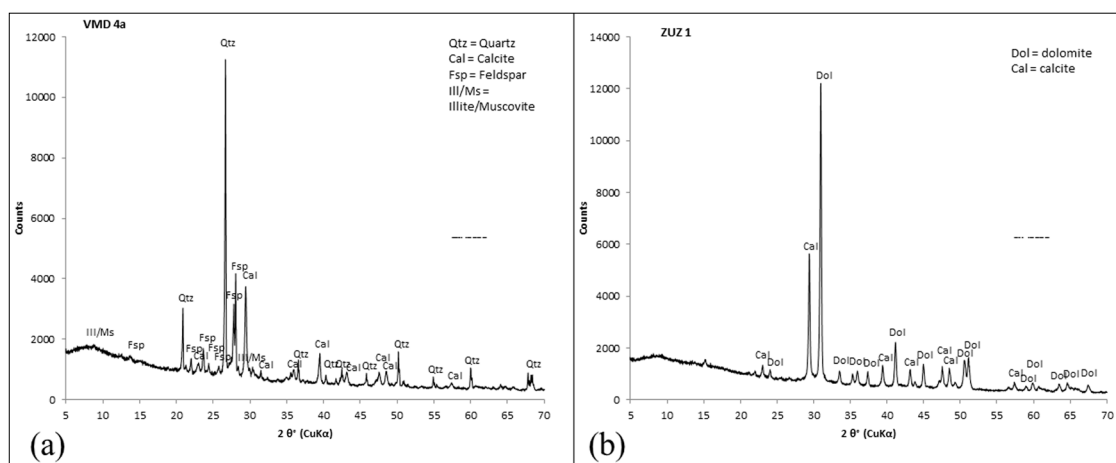 VMD 4a
12000
10000
8000
6000
4000
2000
0
Counts
Qtz
Qtz = Quartz
Cal = Calcite
Fsp = Feldspar
Ill/Ms =
Illite/Muscovite
Ill/Ms
Fsp
Qtz
Fsp
Cal
Fsp
Fsp
Fsp
Fsp
Fsp
Cal
Ill/Ms
Cal
Cal
Qtz
Cal
Qtz
Qtz
Cal
Qtz
Cal
Cal
Qtz
Qtz
Cal
Qtz
Qtz
5 10 15 20 25 30 35 40 45 50 55 60 65 70
2 θ° (CuKα)
(a)
ZUZ 1
14000
12000
10000
8000
6000
4000
2000
0
Counts
Dol = dolomite
Cal = calcite
Cal
Dol
Cal
Dol
Dol
Dol
Dol
Cal
Dol
Cal
Dol
Cal
Cal
Dol
Dol
Cal
Dol
Dol
Dol
Dol
Dol
5 10 15 20 25 30 35 40 45 50 55 60 65 70
2 θ° (CuKα)
(b)